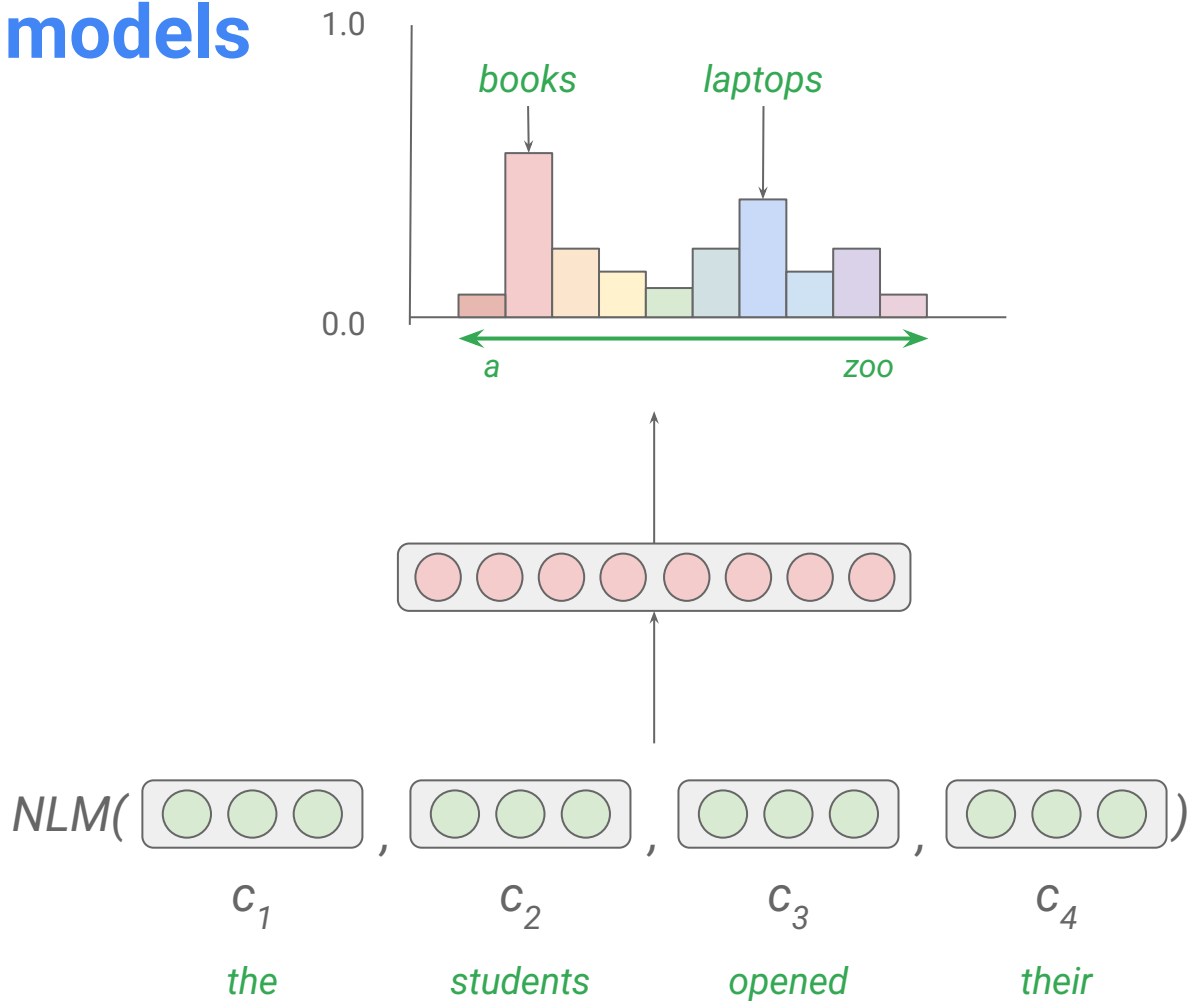 models
1.0
books laptops
0.0
a zoo
NLM( , , , )
c1 c2 c3 c4
the students opened their